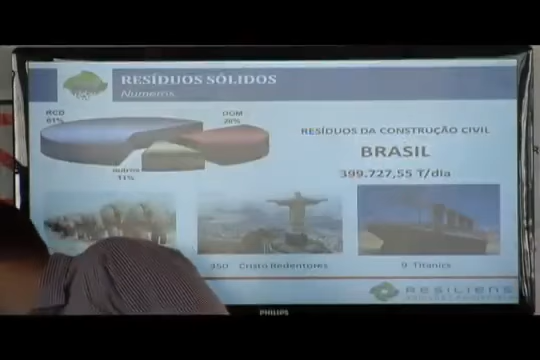 RESÍDUOS SÓLIDOS
Numeros
RCD
61%
DOM
28%
outros
11%
RESÍDUOS DA CONSTRUÇÃO CIVIL
BRASIL
399.727,55 T/dia
350 Cristo Redentores
9 Titanics
RESILIENS
PHILIPS